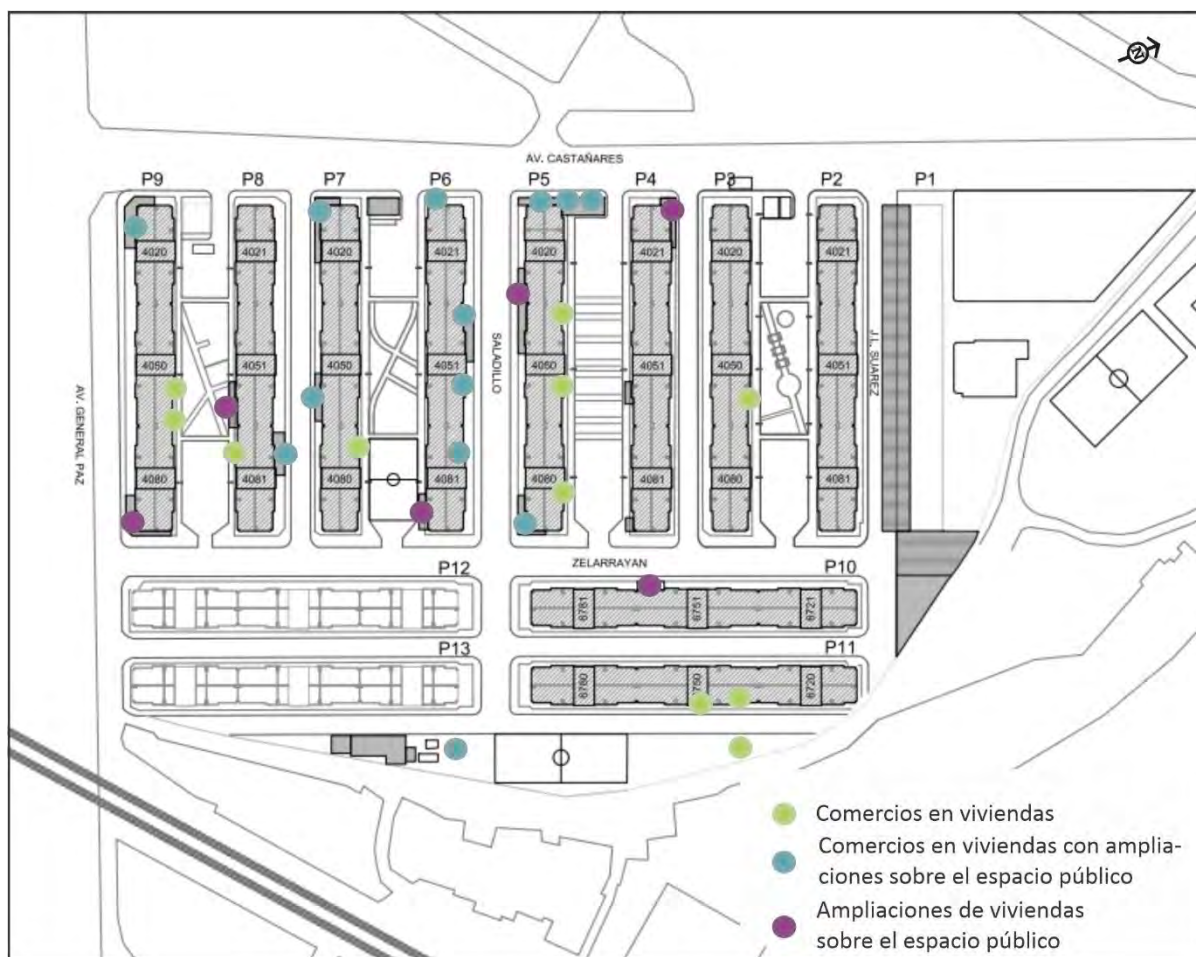 N
AV. CASTAÑARES
P9 P8 P7 P6 P5 P4 P3 P2 P1
4020 4021 4020 4021 4020 4021 4020 4021
SALADILLO
J.L. SUAREZ
AV. GENERAL PAZ
4050 4051 4050 4051 4050 4051 4050 4051
4080 4081 4080 4081 4080 4081 4080 4081
ZELARRAYAN
P12 P10
6781 6751 6721
P13 P11
6780 6750 6720
Comercios en viviendas
Comercios en viviendas con amplia-
ciones sobre el espacio público
Ampliaciones de viviendas
sobre el espacio público